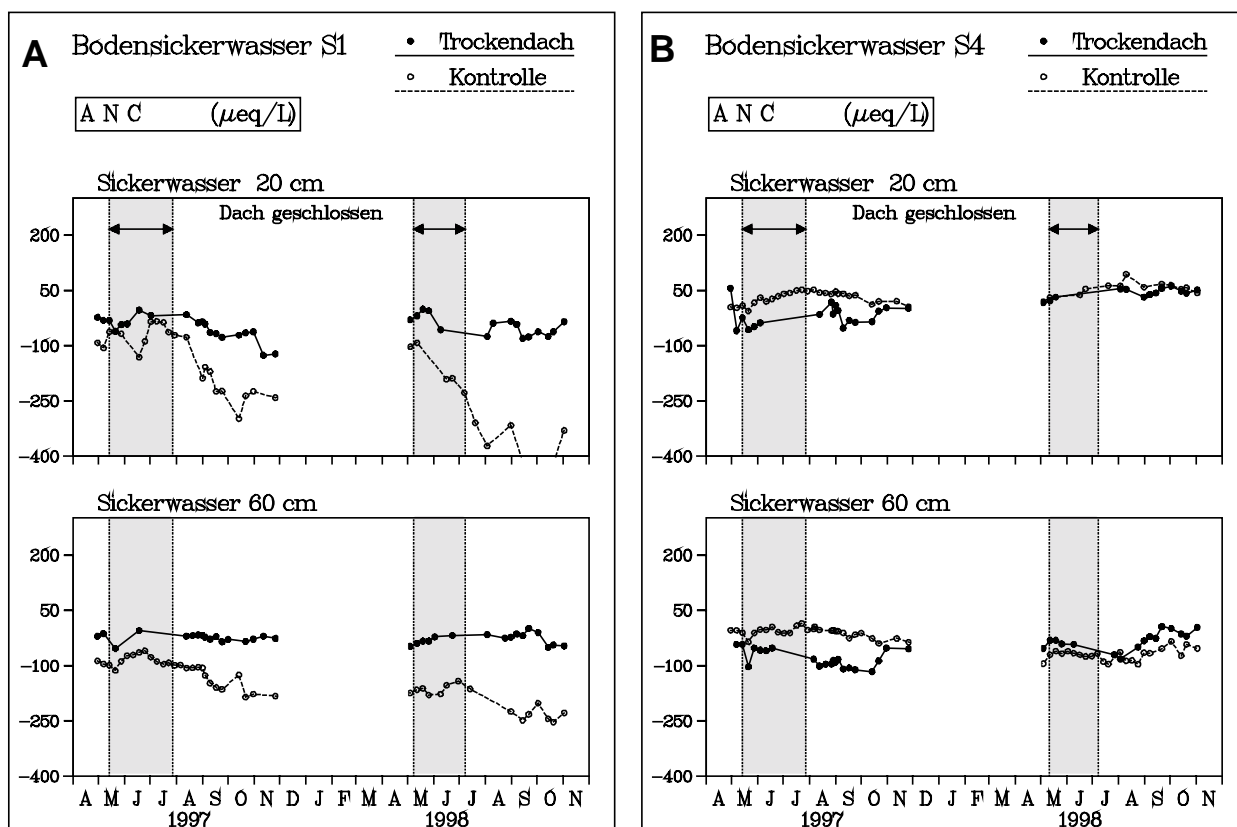 A
Bodensickerwasser S1
Trockendach
Kontrolle
A N C (μeq/L)
Sickerwasser 20 cm
Dach geschlossen
200
50
-100
-250
-400
Sickerwasser 60 cm
200
50
-100
-250
-400
A M J J A S O N D J F M A M J J A S O N
1997 1998
B
Bodensickerwasser S4
Trockendach
Kontrolle
A N C (μeq/L)
Sickerwasser 20 cm
Dach geschlossen
200
50
-100
-250
-400
Sickerwasser 60 cm
200
50
-100
-250
-400
A M J J A S O N D J F M A M J J A S O N
1997 1998